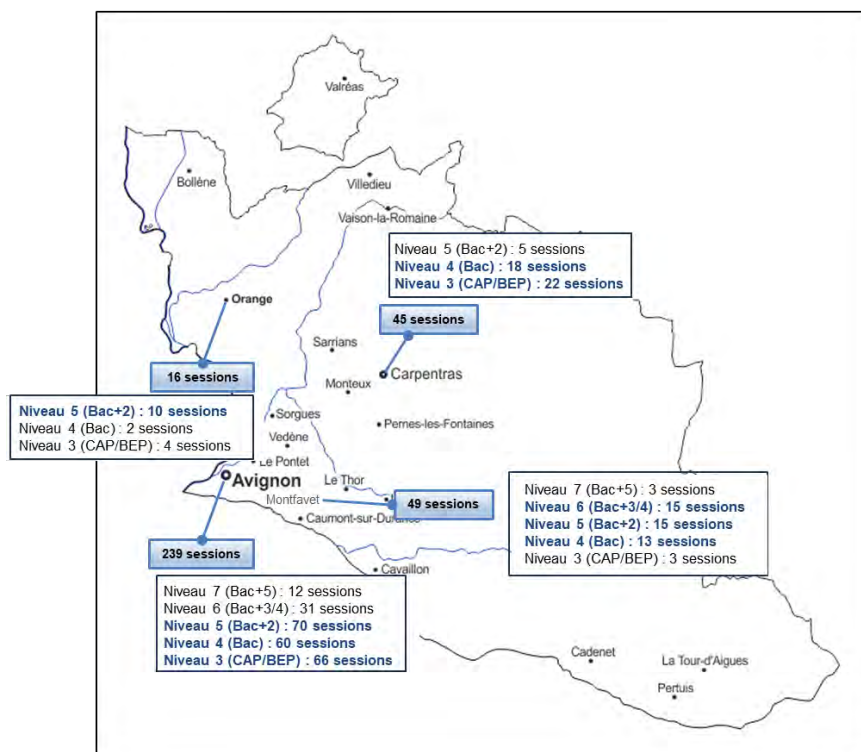 Valréas
Bollène
Villedieu
Vaison-la-Romaine
Niveau 5 (Bac+2) : 5 sessions
Niveau 4 (Bac) : 18 sessions
Niveau 3 (CAP/BEP) : 22 sessions
Orange
45 sessions
Sarrians
16 sessions
Carpentras
Monteux
Niveau 5 (Bac+2) : 10 sessions
Niveau 4 (Bac) : 2 sessions
Niveau 3 (CAP/BEP) : 4 sessions
Sorgues
Pernes-les-Fontaines
Vedène
Le Pontet
Avignon
Le Thor
Montfavet
49 sessions
Niveau 7 (Bac+5) : 3 sessions
Niveau 6 (Bac+3/4) : 15 sessions
Niveau 5 (Bac+2) : 15 sessions
Niveau 4 (Bac) : 13 sessions
Niveau 3 (CAP/BEP) : 3 sessions
Caumont-sur-Durance
239 sessions
Cavaillon
Niveau 7 (Bac+5) : 12 sessions
Niveau 6 (Bac+3/4) : 31 sessions
Niveau 5 (Bac+2) : 70 sessions
Niveau 4 (Bac) : 60 sessions
Niveau 3 (CAP/BEP) : 66 sessions
Cadenet
La Tour-d'Aigues
Pertuis